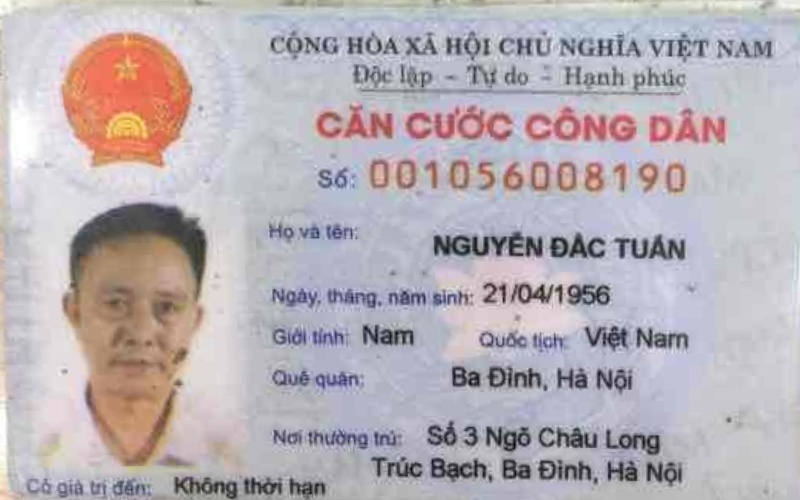 CỘNG HÒA XÃ HỘI CHỦ NGHĨA VIỆT NAM
Độc lập - Tự do - Hạnh phúc
CĂN CƯỚC CÔNG DÂN
Số: 001056008190
Họ và tên: NGUYỄN ĐẮC TUẤN
Ngày, tháng, năm sinh: 21/04/1956
Giới tính: Nam Quốc tịch: Việt Nam
Quê quán: Ba Đình, Hà Nội
Nơi thường trú: Số 3 Ngõ Châu Long
Trúc Bạch, Ba Đình, Hà Nội
Có giá trị đến: Không thời hạn